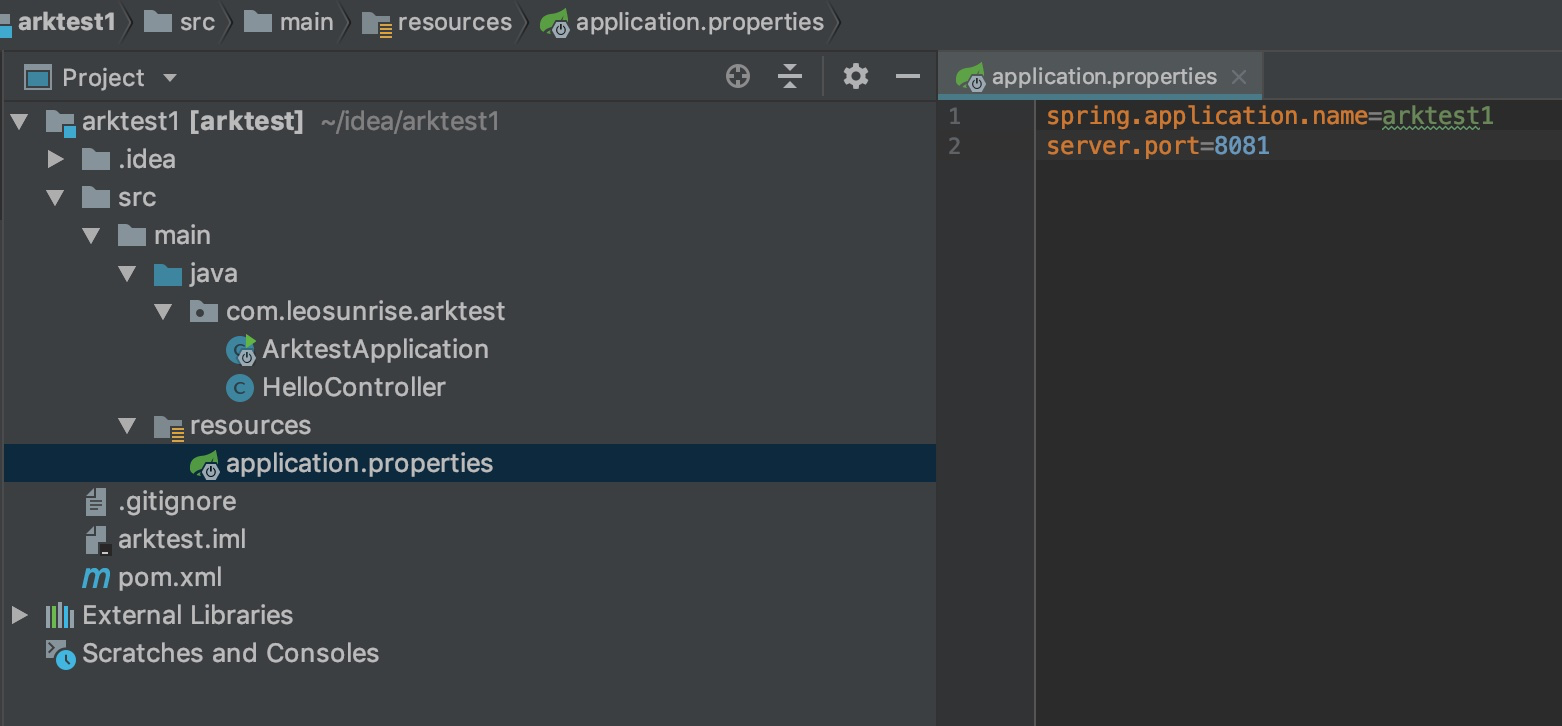 arktest1 src main resources application.properties
Project
application.properties
arktest1 [arktest] ~/idea/arktest1
.idea
src
main
java
com.leosunrise.arktest
ArktestApplication
HelloController
resources
application.properties
.gitignore
arktest.iml
pom.xml
External Libraries
Scratches and Consoles
1 spring.application.name=arktest1
2 server.port=8081